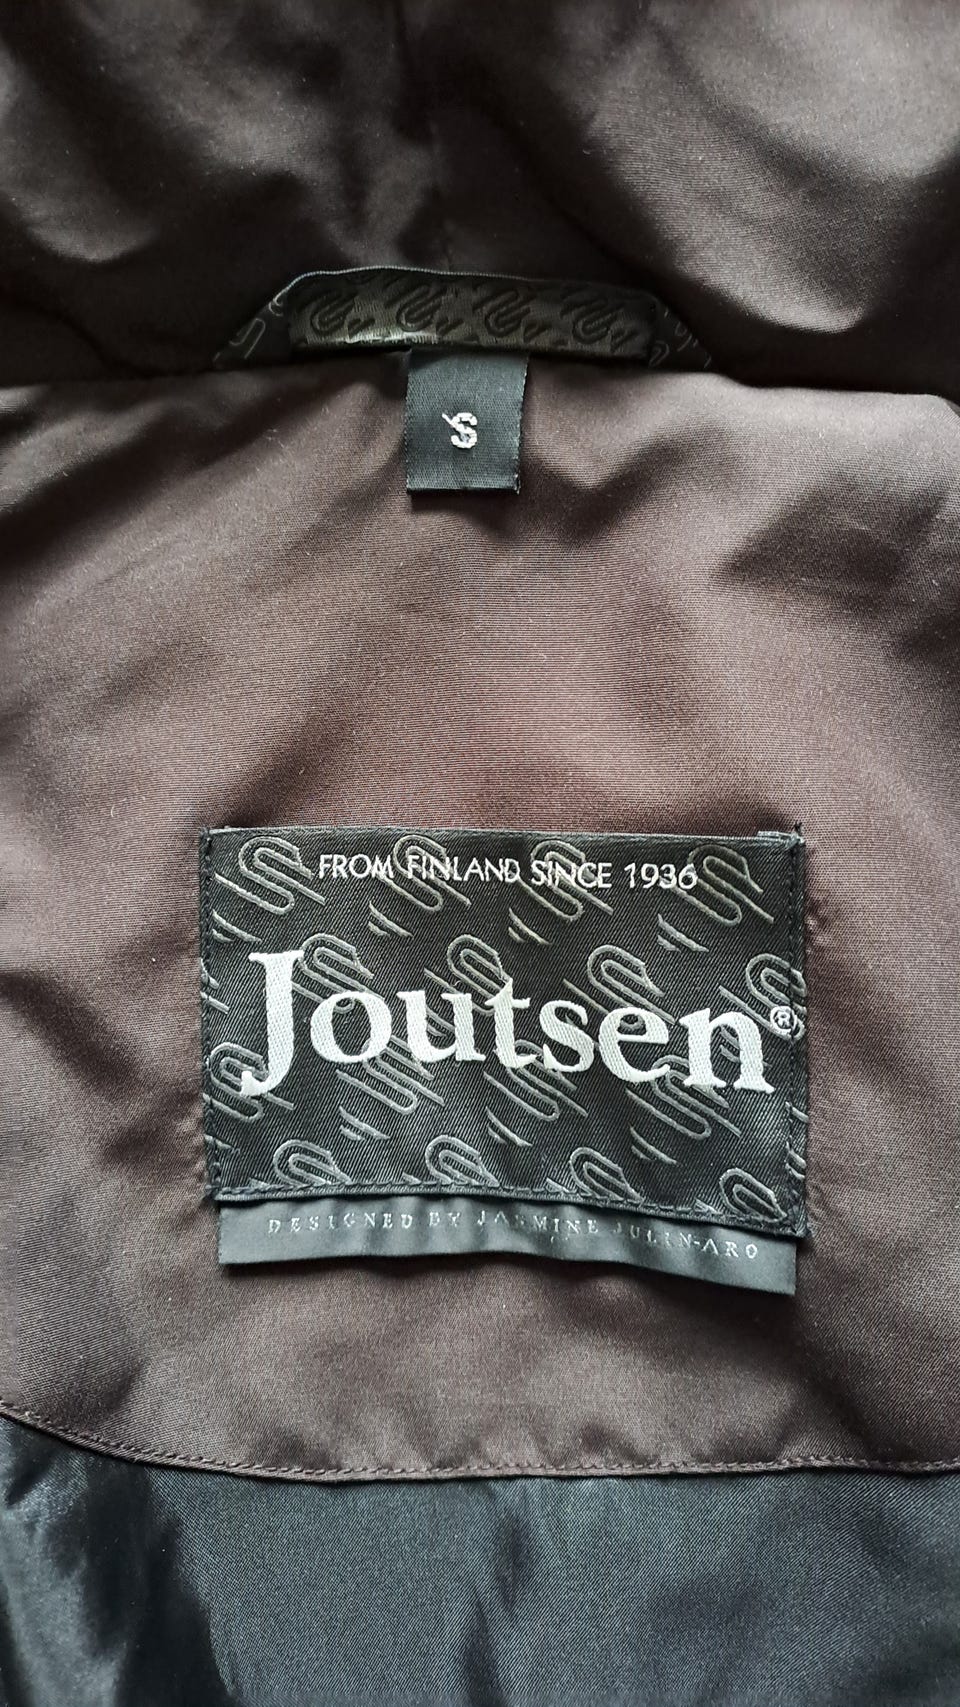 S
FROM FINLAND SINCE 1936
Joutsen®
DESIGNED BY JASMINE JULIN-ARO